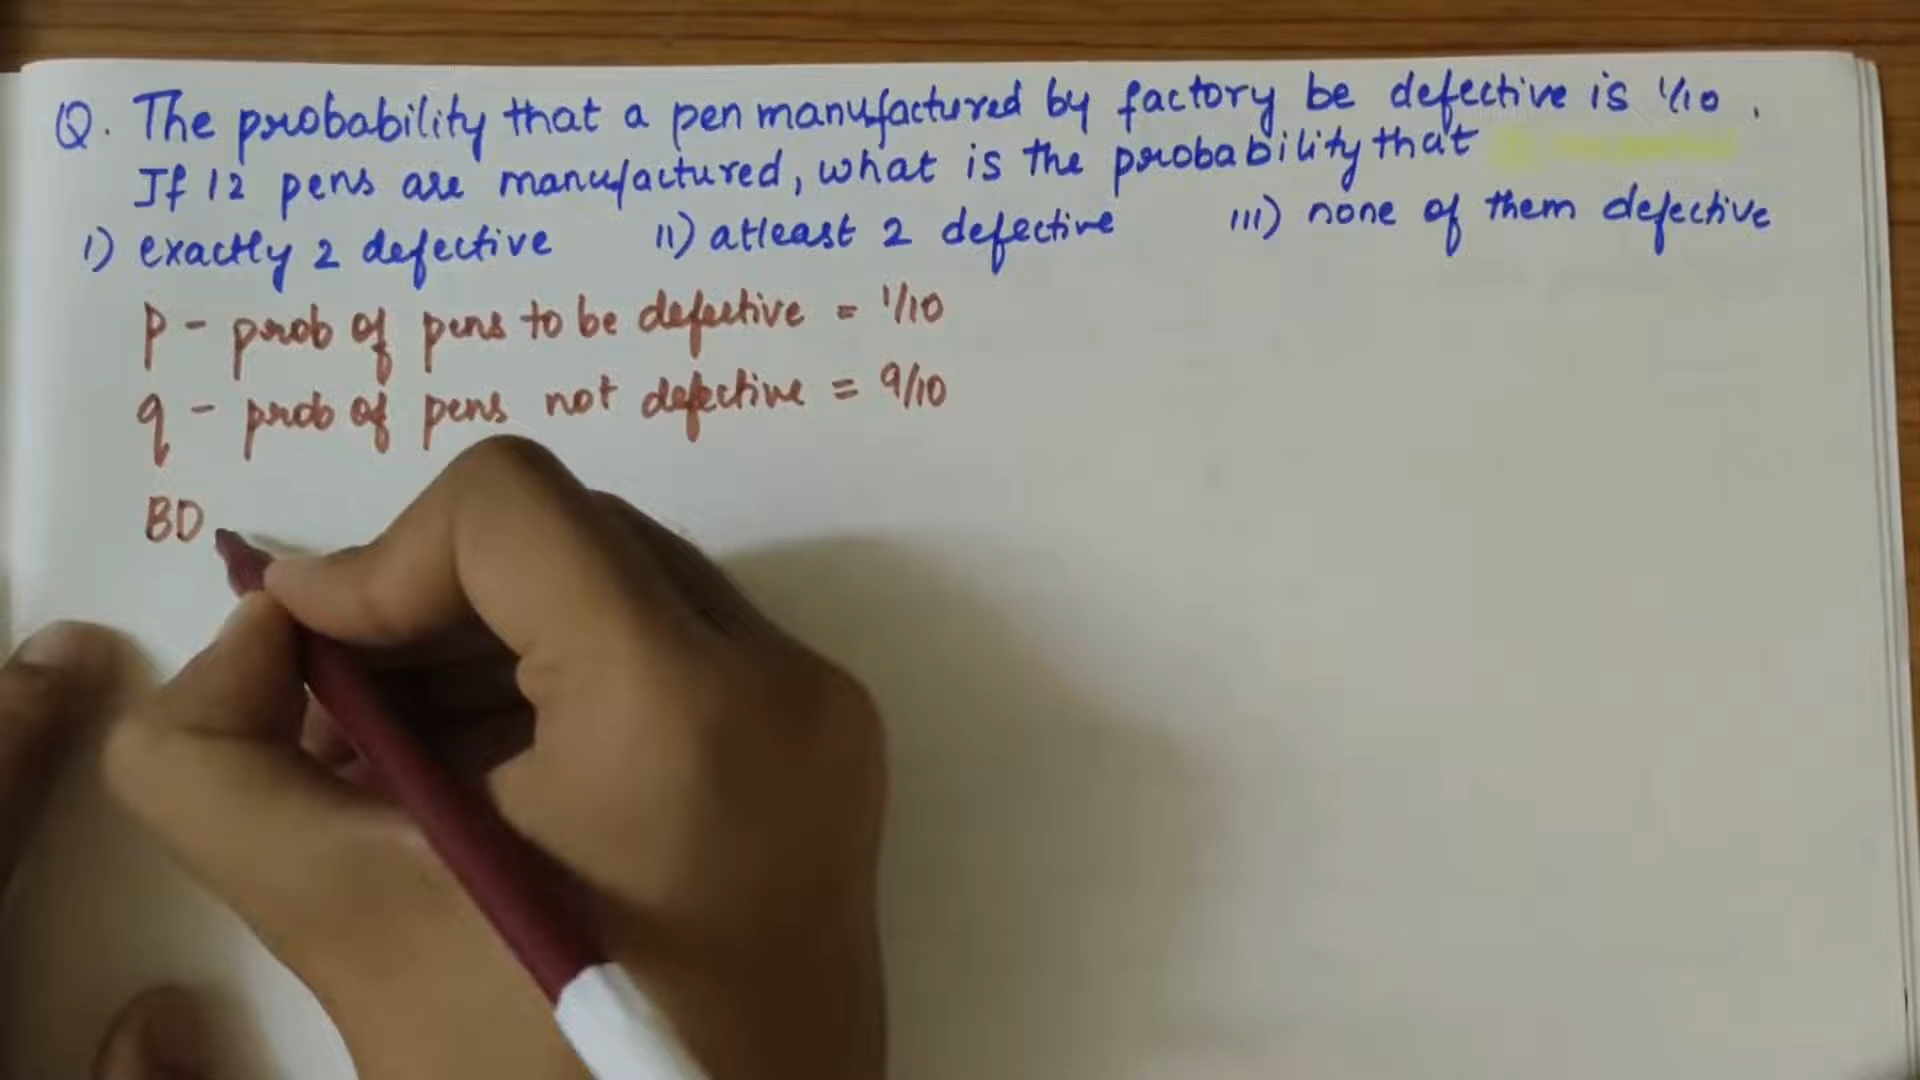 Q. The probability that a pen manufactured by factory be defective is 1/10.
If 12 pens are manufactured, what is the probability that
i) exactly 2 defective ii) atleast 2 defective iii) none of them defective
p - prob of pens to be defective = 1/10
q - prob of pens not defective = 9/10
BD